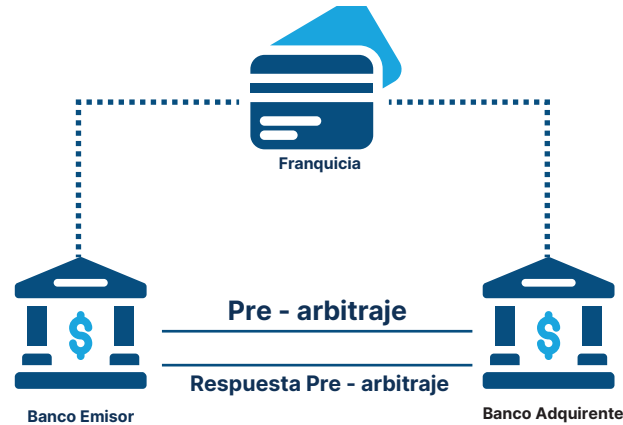 Franquicia
Pre - arbitraje
Respuesta Pre - arbitraje
Banco Emisor
Banco Adquirente